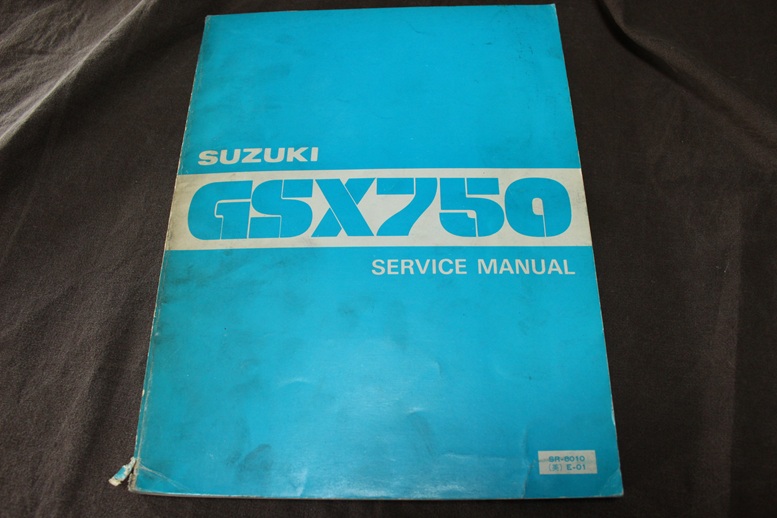 SUZUKI
GSX750
SERVICE MANUAL
SR-8010
(英) E-01